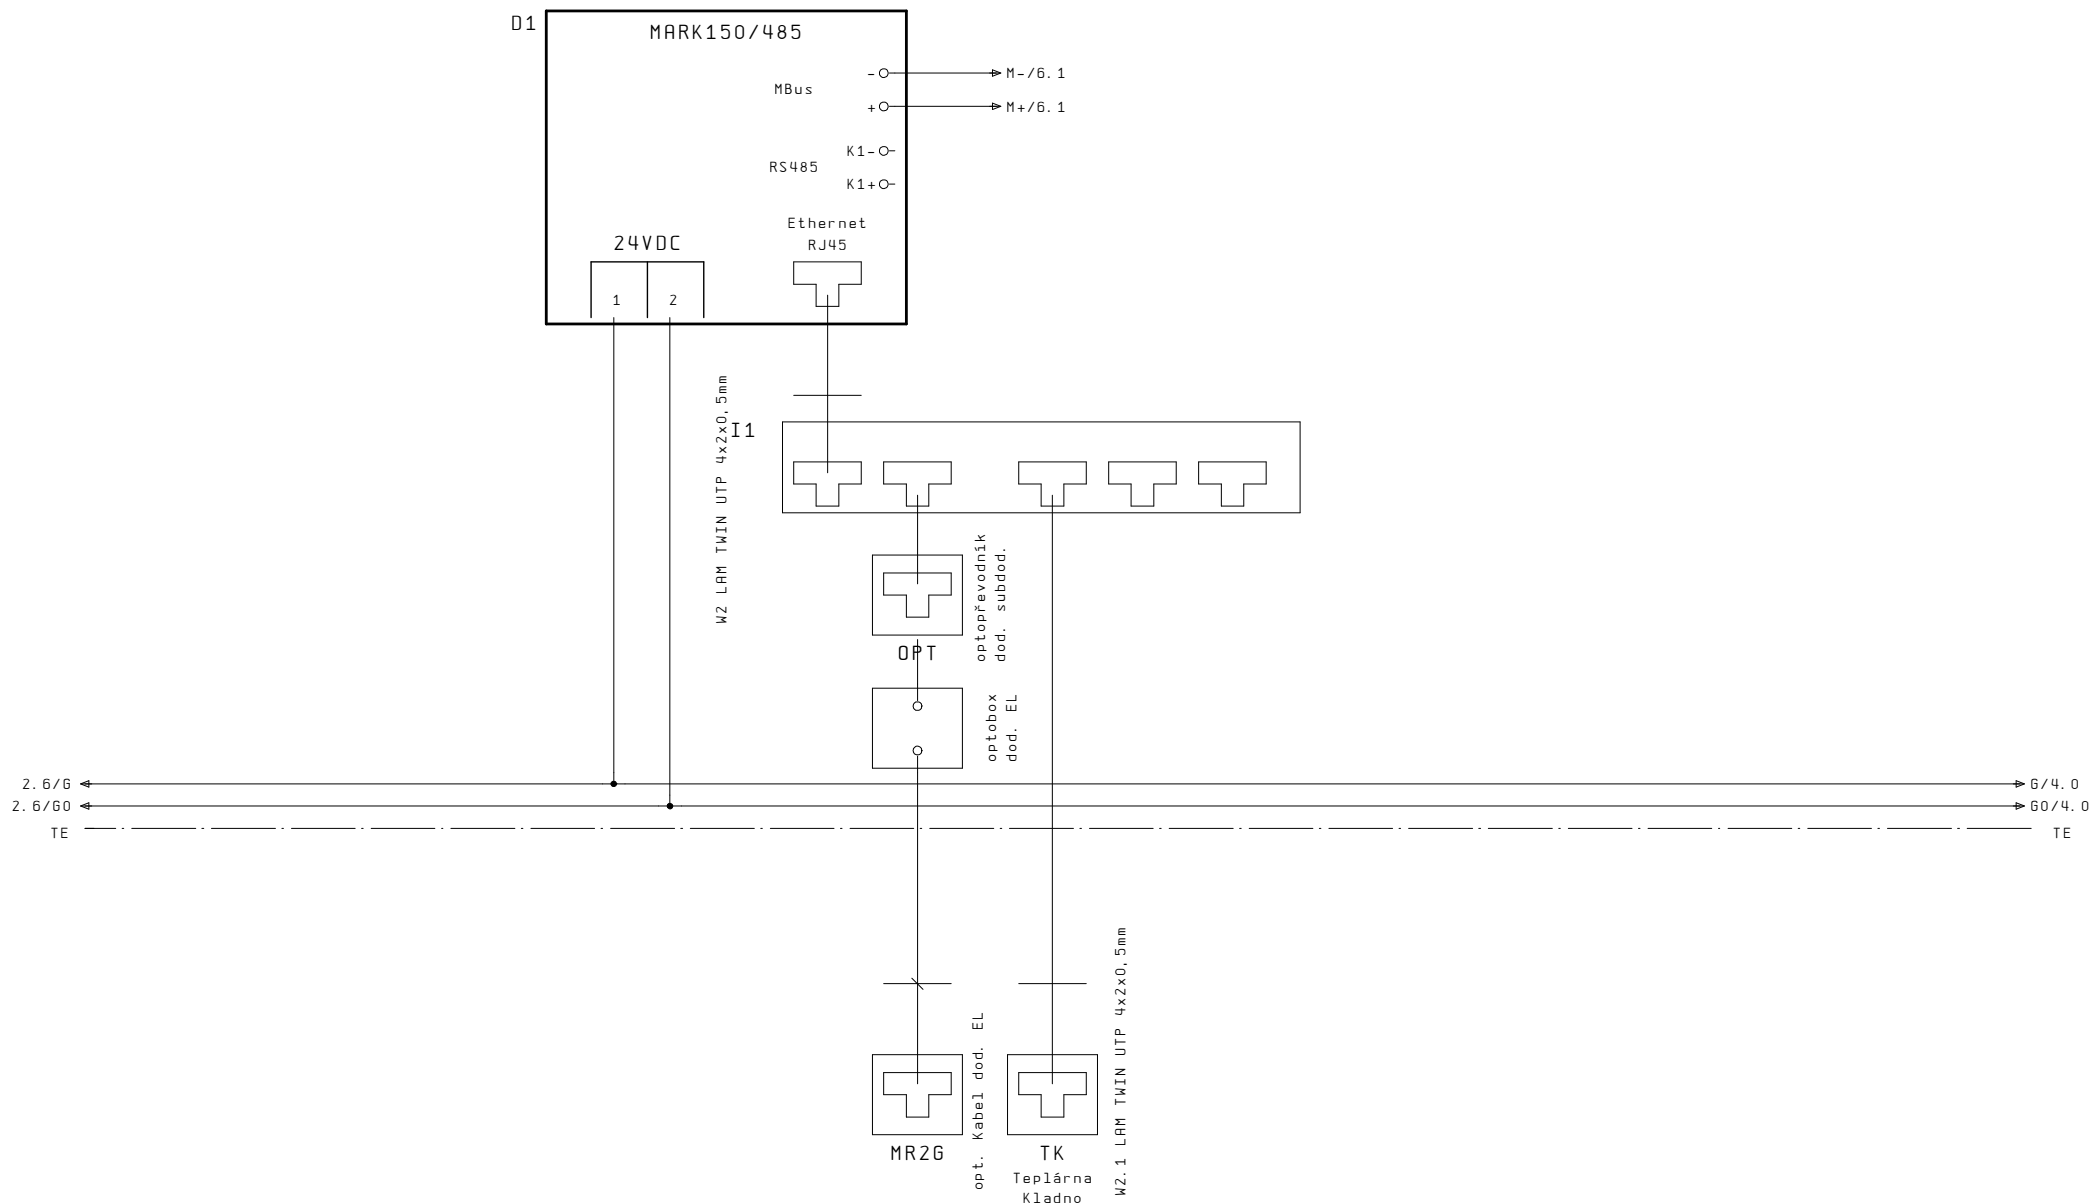 D1
MARK150/485
-
M-/6.1
MBus
+
M+/6.1
K1-
RS485
K1+
Ethernet
RJ45
24VDC
1
2
W2 LAM TWIN UTP 4x2x0,5mm
I1
optopřevodník
dod. subdod.
OPT
optobox
dod. EL
2.6/G
G/4.0
2.6/G0
G0/4.0
TE
TE
opt. Kabel dod. EL
W2.1 LAM TWIN UTP 4x2x0,5mm
MR2G
TK
Teplárna
Kladno